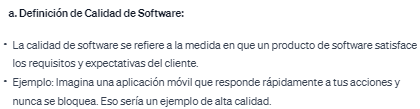 a. Definición de Calidad de Software:
• La calidad de software se refiere a la medida en que un producto de software satisface
los requisitos y expectativas del cliente.
• Ejemplo: Imagina una aplicación móvil que responde rápidamente a tus acciones y
nunca se bloquea. Eso sería un ejemplo de alta calidad.